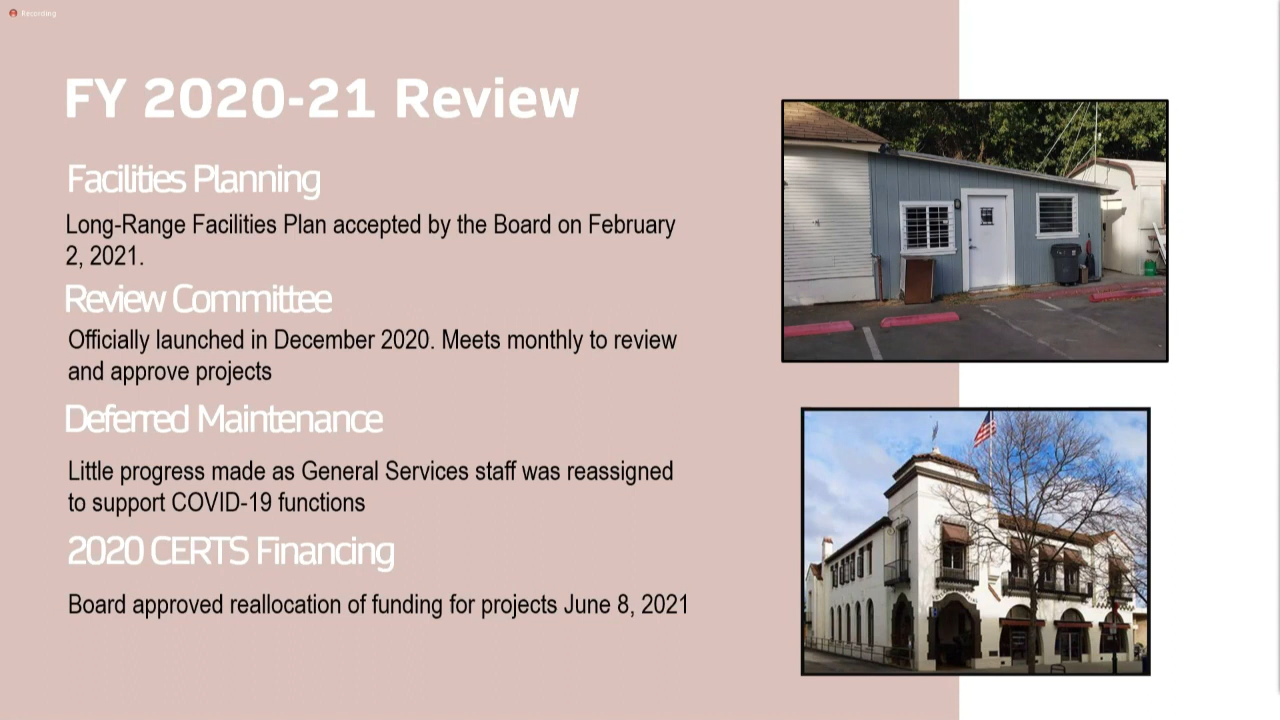 Recording
FY 2020-21 Review
Facilities Planning
Long-Range Facilities Plan accepted by the Board on February
2, 2021.
Review Committee
Officially launched in December 2020. Meets monthly to review
and approve projects
Deferred Maintenance
Little progress made as General Services staff was reassigned
to support COVID-19 functions
2020 CERTS Financing
Board approved reallocation of funding for projects June 8, 2021